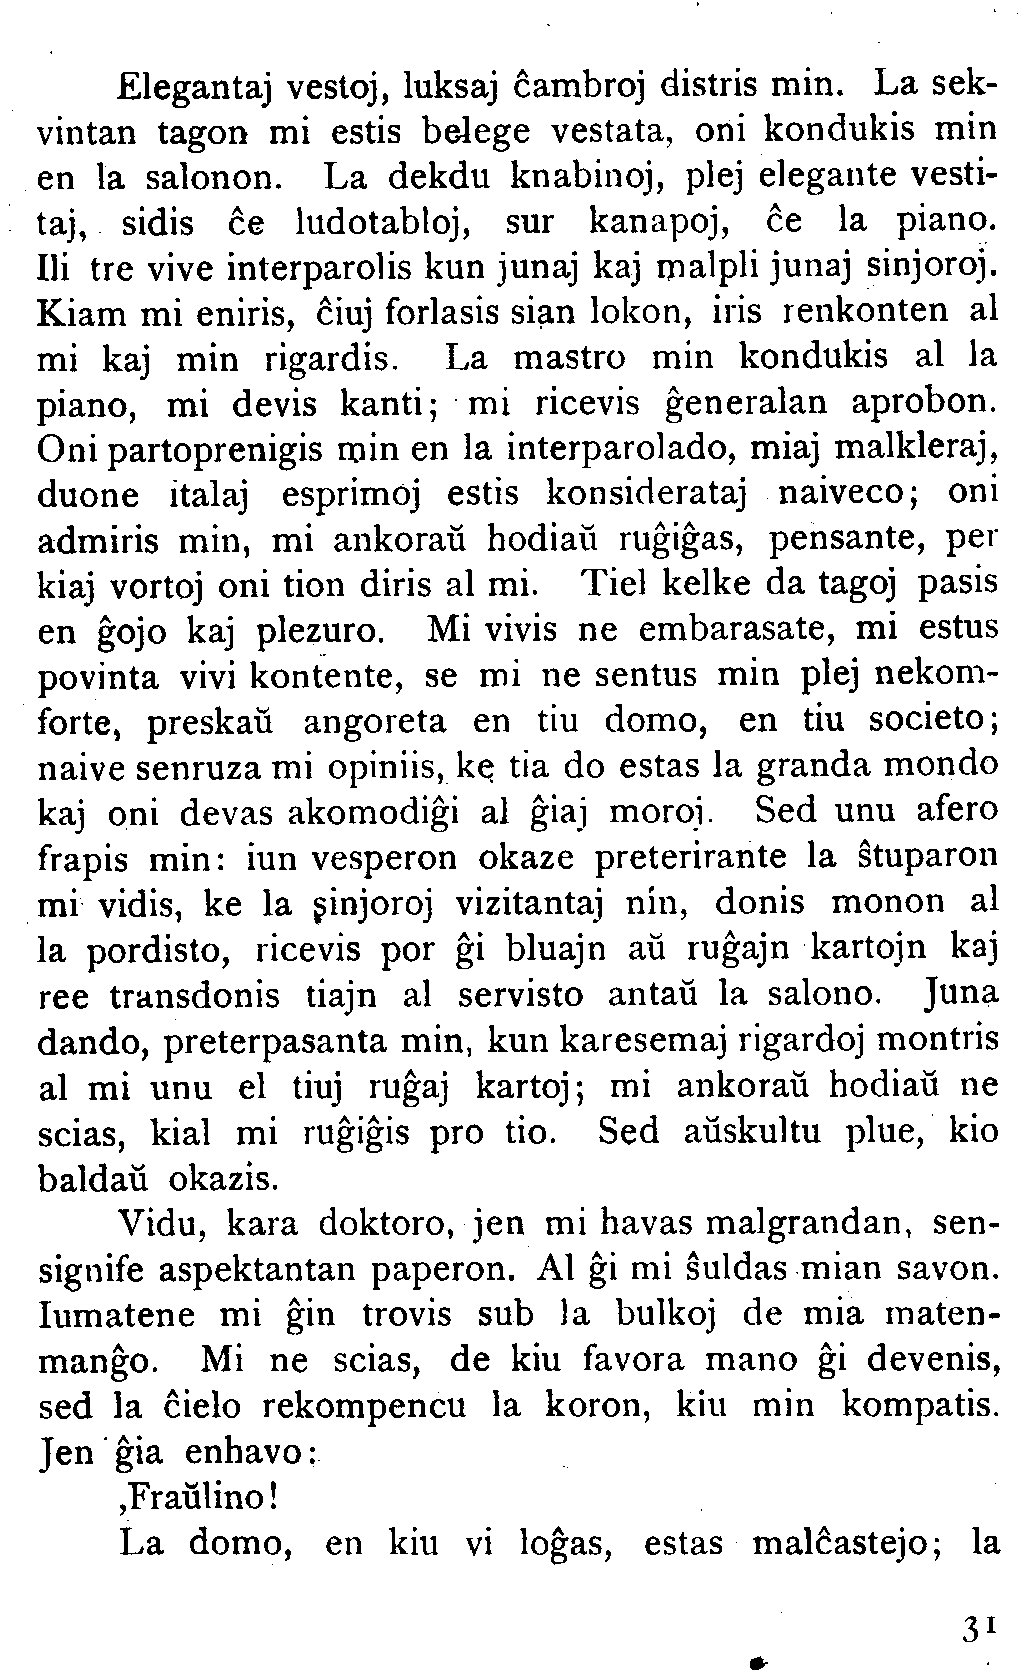 Elegantaj vestoj, luksaj ĉambroj distris min. La sek-
vintan tagon mi estis belege vestata, oni kondukis min
en la salonon. La dekdu knabinoj, plej elegante vesti-
taj, sidis ĉe ludotabloj, sur kanapoj, ĉe la piano.
Ili tre vive interparolis kun junaj kaj malpli junaj sinjoroj.
Kiam mi eniris, ĉiuj forlasis sian lokon, iris renkonten al
mi kaj min rigardis. La mastro min kondukis al la
piano, mi devis kanti; mi ricevis ĝeneralan aprobon.
Oni partoprenigis min en la interparolado, miaj malkleraj,
duone italaj esprimoj estis konsiderataj naiveco; oni
admiris min, mi ankoraŭ hodiaŭ ruĝiĝas, pensante, per
kiaj vortoj oni tion diris al mi. Tiel kelke da tagoj pasis
en ĝojo kaj plezuro. Mi vivis ne embarasate, mi estus
povinta vivi kontente, se mi ne sentus min plej nekom-
forte, preskaŭ angoreta en tiu domo, en tiu societo;
naive senruza mi opiniis, ke tia do estas la granda mondo
kaj oni devas akomodiĝi al ĝiaj moroj. Sed unu afero
frapis min: iun vesperon okaze preterirante la ŝtuparon
mi vidis, ke la sinjoroj vizitantaj nin, donis monon al
la pordisto, ricevis por ĝi bluajn aŭ ruĝajn kartojn kaj
ree transdonis tiajn al servisto antaŭ la salono. Juna
dando, preterpasanta min, kun karesemaj rigardoj montris
al mi unu el tiuj ruĝaj kartoj; mi ankoraŭ hodiaŭ ne
scias, kial mi ruĝiĝis pro tio. Sed aŭskultu plue, kio
baldaŭ okazis.
Vidu, kara doktoro, jen mi havas malgrandan, sen-
signife aspektantan paperon. Al ĝi mi ŝuldas mian savon.
Iumatene mi ĝin trovis sub la bulkoj de mia maten-
manĝo. Mi ne scias, de kiu favora mano ĝi devenis,
sed la ĉielo rekompencu la koron, kiu min kompatis.
Jen ĝia enhavo:
‚Fraŭlino!
La domo, en kiu vi loĝas, estas malĉastejo; la
31